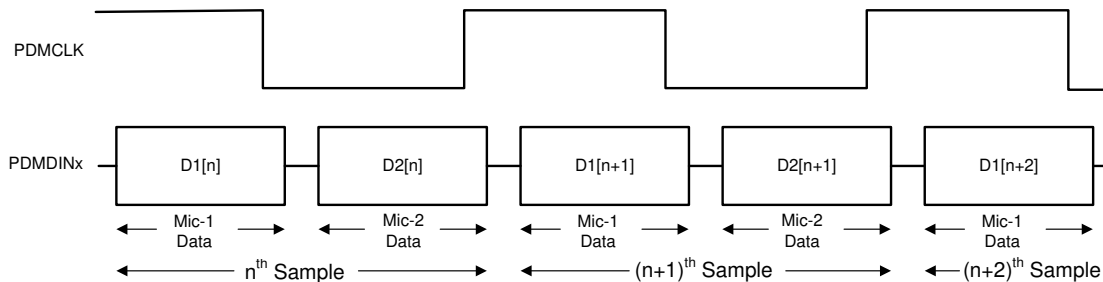 PDMCLK
PDMDINx
D1[n] D2[n] D1[n+1] D2[n+1] D1[n+2]
Mic-1 Mic-2 Mic-1 Mic-2 Mic-1
Data Data Data Data Data
nth Sample (n+1)th Sample (n+2)th Sample